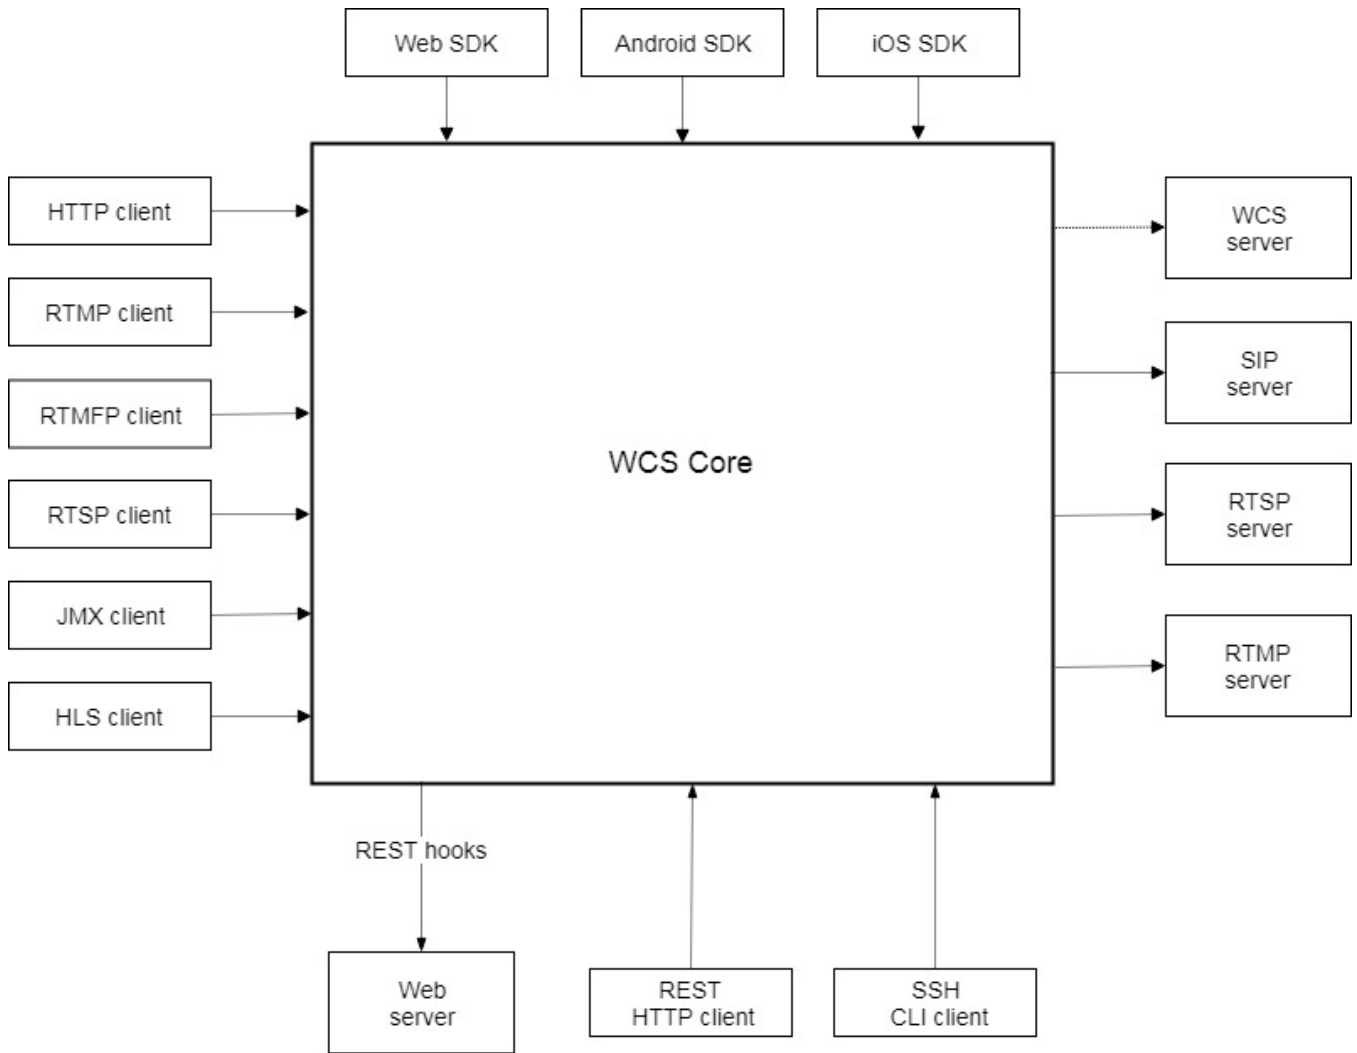 Web SDK
Android SDK
iOS SDK
HTTP client
RTMP client
RTMFP client
RTSP client
JMX client
HLS client
WCS Core
WCS
server
SIP
server
RTSP
server
RTMP
server
REST hooks
Web
server
REST
HTTP client
SSH
CLI client